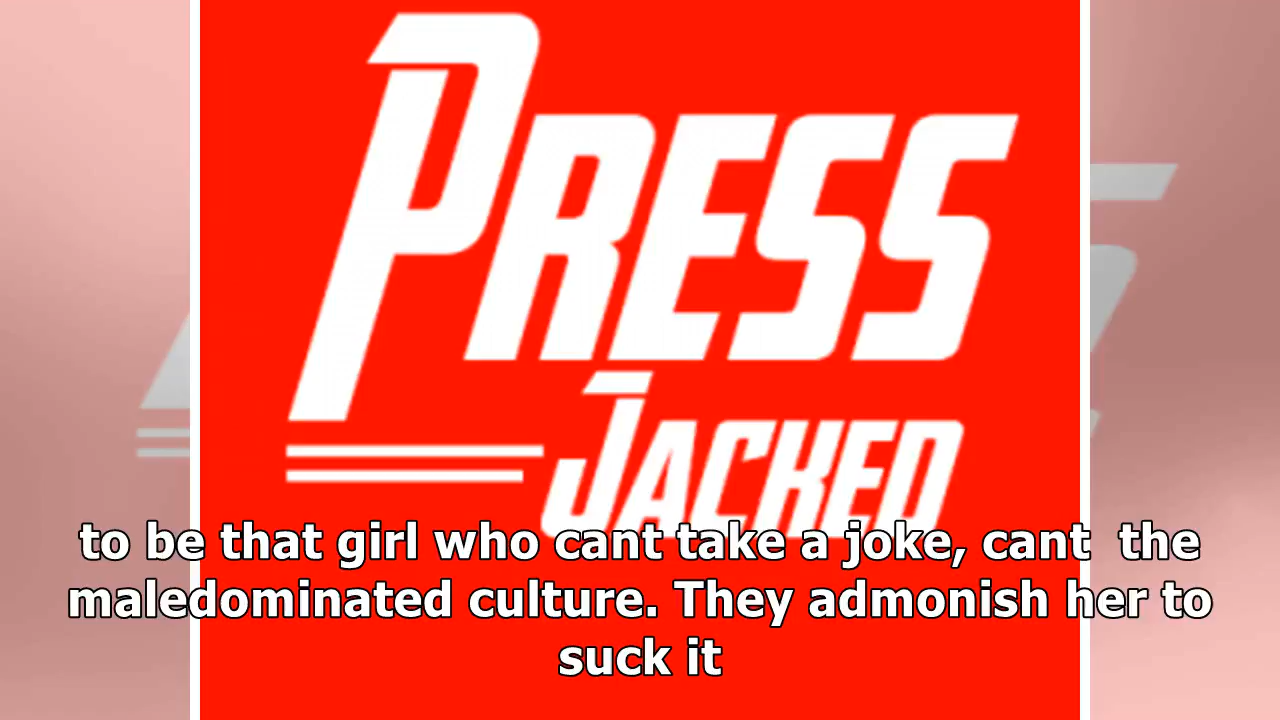 PRESS
JACKED
to be that girl who cant take a joke, cant  the
maledominated culture. They admonish her to
suck it